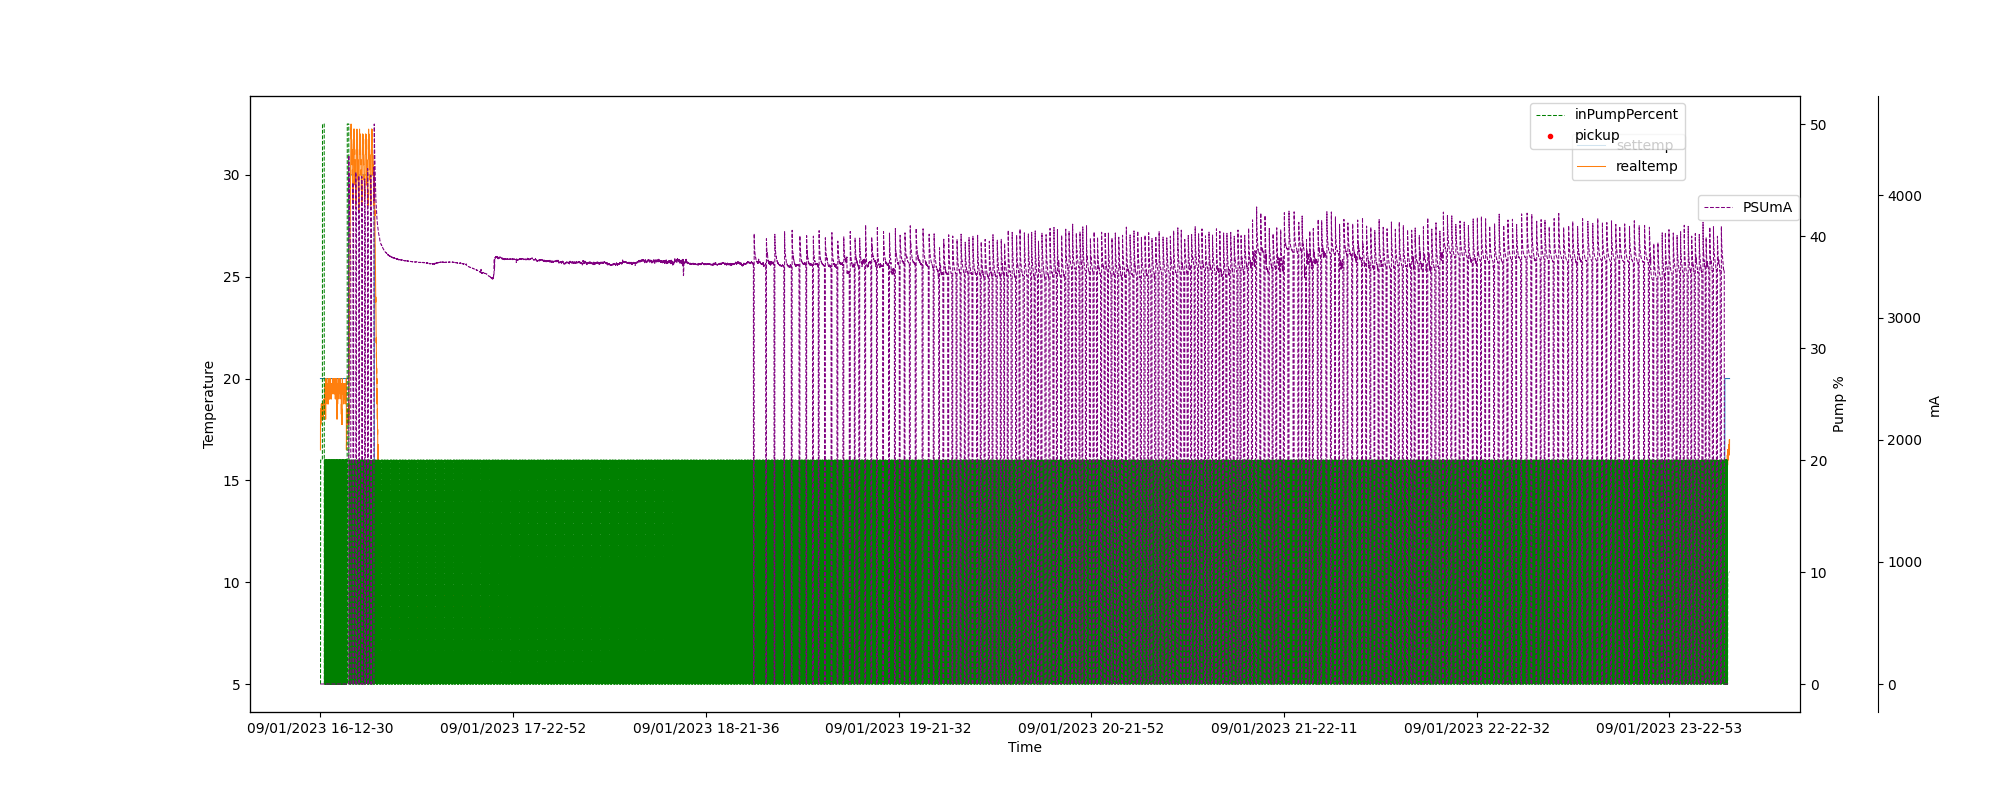 inPumpPercent
pickup
settemp
realtemp
PSUmA
Temperature
30
25
20
15
10
5
50
40
30
20
10
0
Pump %
4000
3000
2000
1000
0
mA
09/01/2023 16-12-30
09/01/2023 17-22-52
09/01/2023 18-21-36
09/01/2023 19-21-32
09/01/2023 20-21-52
09/01/2023 21-22-11
09/01/2023 22-22-32
09/01/2023 23-22-53
Time